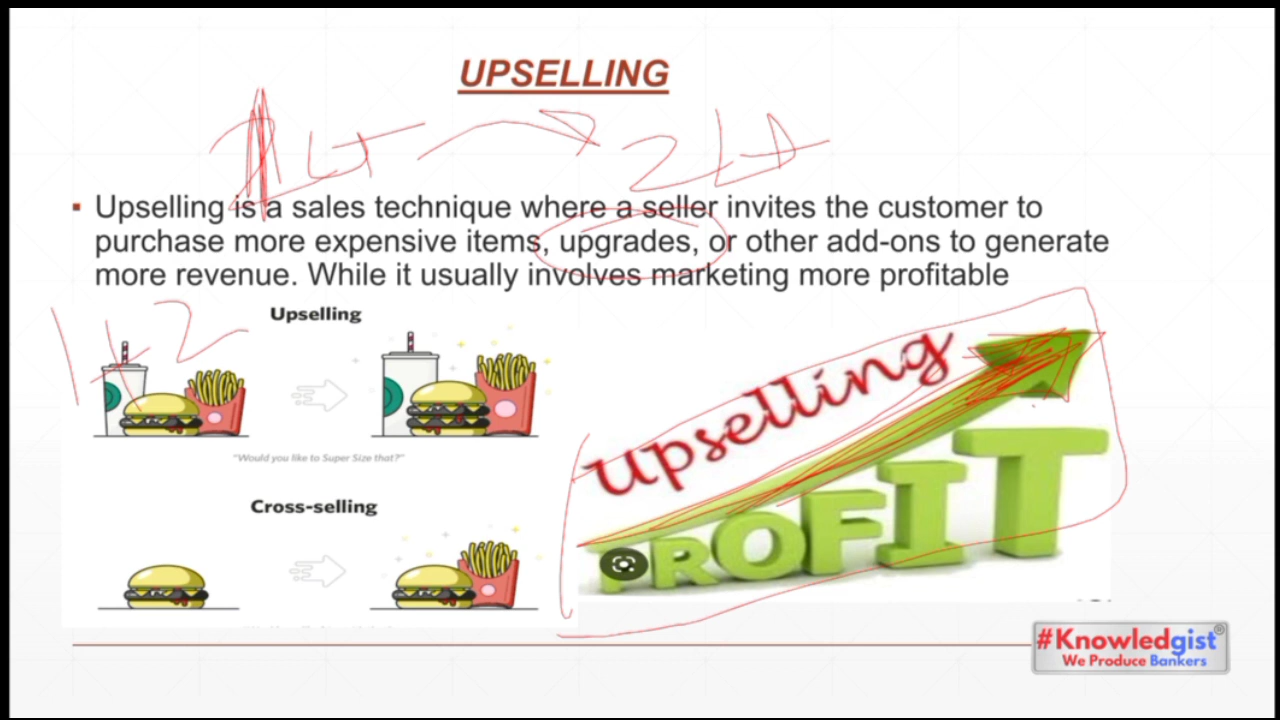 UPSELLING
Upselling is a sales technique where a seller invites the customer to
purchase more expensive items, upgrades, or other add-ons to generate
more revenue. While it usually involves marketing more profitable
Upselling
"Would you like to Super Size that?"
Cross-selling
Upselling
PROFIT
#Knowledgist®
We Produce Bankers